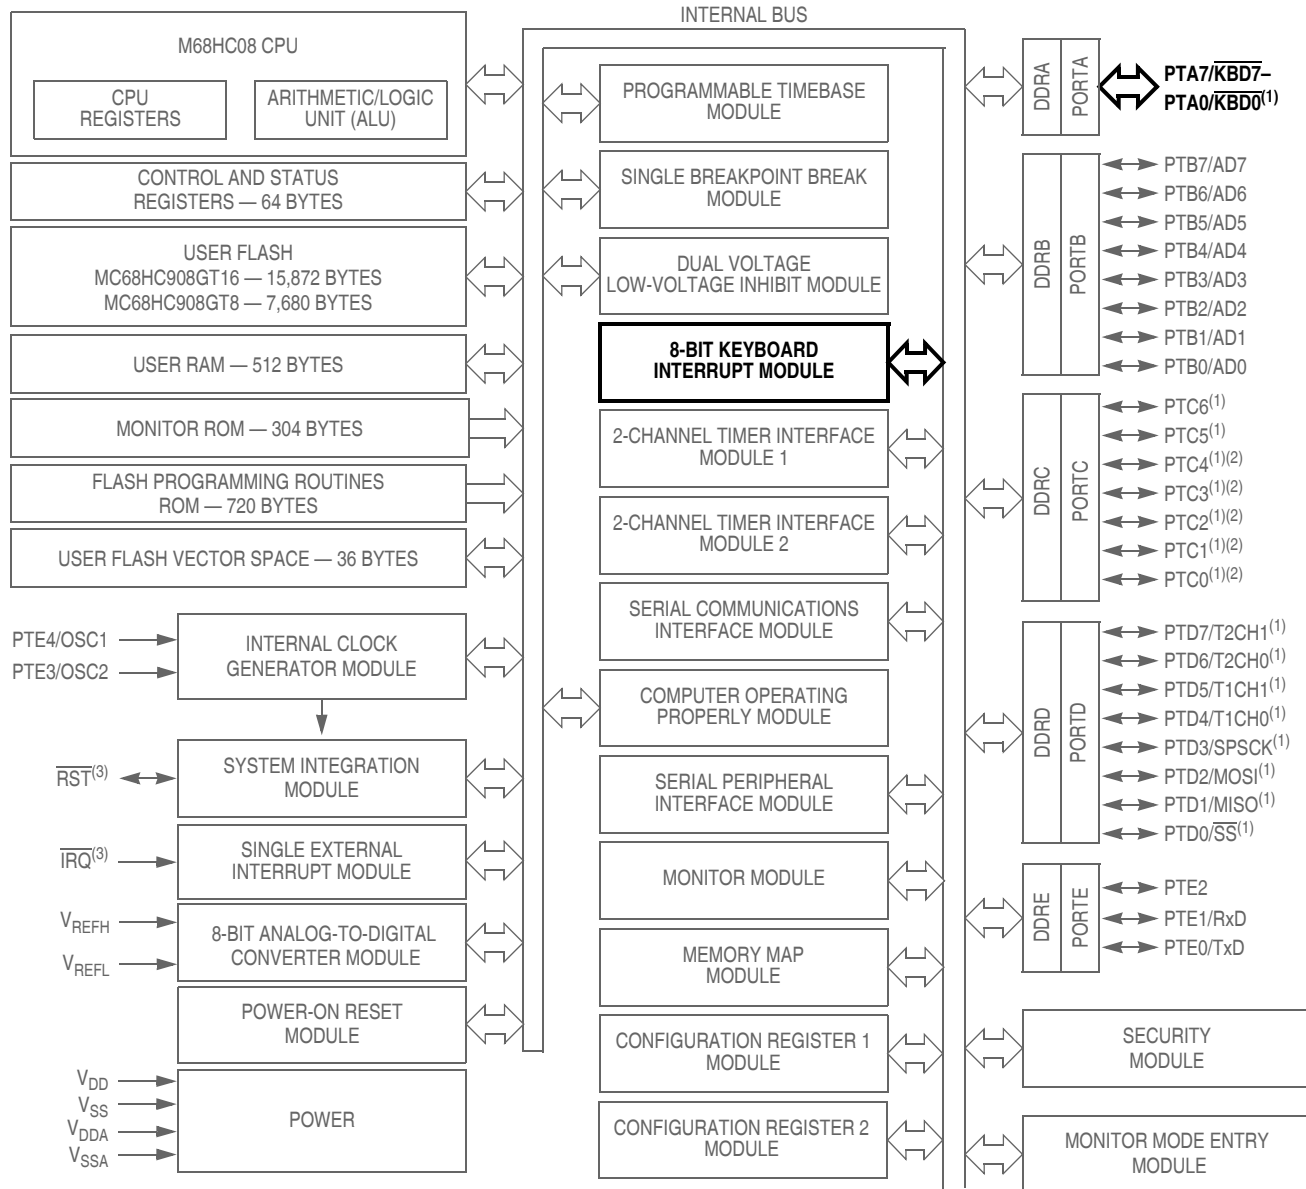 INTERNAL BUS
M68HC08 CPU
CPU
REGISTERS
ARITHMETIC/LOGIC
UNIT (ALU)
CONTROL AND STATUS
REGISTERS — 64 BYTES
USER FLASH
MC68HC908GT16 — 15,872 BYTES
MC68HC908GT8 — 7,680 BYTES
USER RAM — 512 BYTES
MONITOR ROM — 304 BYTES
FLASH PROGRAMMING ROUTINES
ROM — 720 BYTES
USER FLASH VECTOR SPACE — 36 BYTES
PTE4/OSC1
PTE3/OSC2
INTERNAL CLOCK
GENERATOR MODULE
RST(3)
SYSTEM INTEGRATION
MODULE
IRQ(3)
SINGLE EXTERNAL
INTERRUPT MODULE
VREFH
VREFL
8-BIT ANALOG-TO-DIGITAL
CONVERTER MODULE
POWER-ON RESET
MODULE
VDD
VSS
VDDA
VSSA
POWER
PROGRAMMABLE TIMEBASE
MODULE
SINGLE BREAKPOINT BREAK
MODULE
DUAL VOLTAGE
LOW-VOLTAGE INHIBIT MODULE
8-BIT KEYBOARD
INTERRUPT MODULE
2-CHANNEL TIMER INTERFACE
MODULE 1
2-CHANNEL TIMER INTERFACE
MODULE 2
SERIAL COMMUNICATIONS
INTERFACE MODULE
COMPUTER OPERATING
PROPERLY MODULE
SERIAL PERIPHERAL
INTERFACE MODULE
MONITOR MODULE
MEMORY MAP
MODULE
CONFIGURATION REGISTER 1
MODULE
CONFIGURATION REGISTER 2
MODULE
DDRA
PORTA
PTA7/KBD7–
PTA0/KBD0(1)
DDRB
PORTB
PTB7/AD7
PTB6/AD6
PTB5/AD5
PTB4/AD4
PTB3/AD3
PTB2/AD2
PTB1/AD1
PTB0/AD0
DDRC
PORTC
PTC6(1)
PTC5(1)
PTC4(1)(2)
PTC3(1)(2)
PTC2(1)(2)
PTC1(1)(2)
PTC0(1)(2)
DDRD
PORTD
PTD7/T2CH1(1)
PTD6/T2CH0(1)
PTD5/T1CH1(1)
PTD4/T1CH0(1)
PTD3/SPSCK(1)
PTD2/MOSI(1)
PTD1/MISO(1)
PTD0/SS(1)
DDRE
PORTE
PTE2
PTE1/RxD
PTE0/TxD
SECURITY
MODULE
MONITOR MODE ENTRY
MODULE